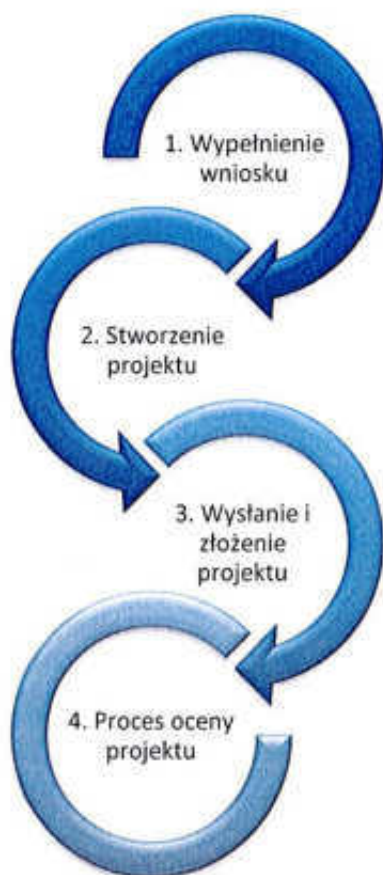 1. Wypełnienie
wniosku
2. Stworzenie
projektu
3. Wysłanie i
złożenie
projektu
4. Proces oceny
projektu